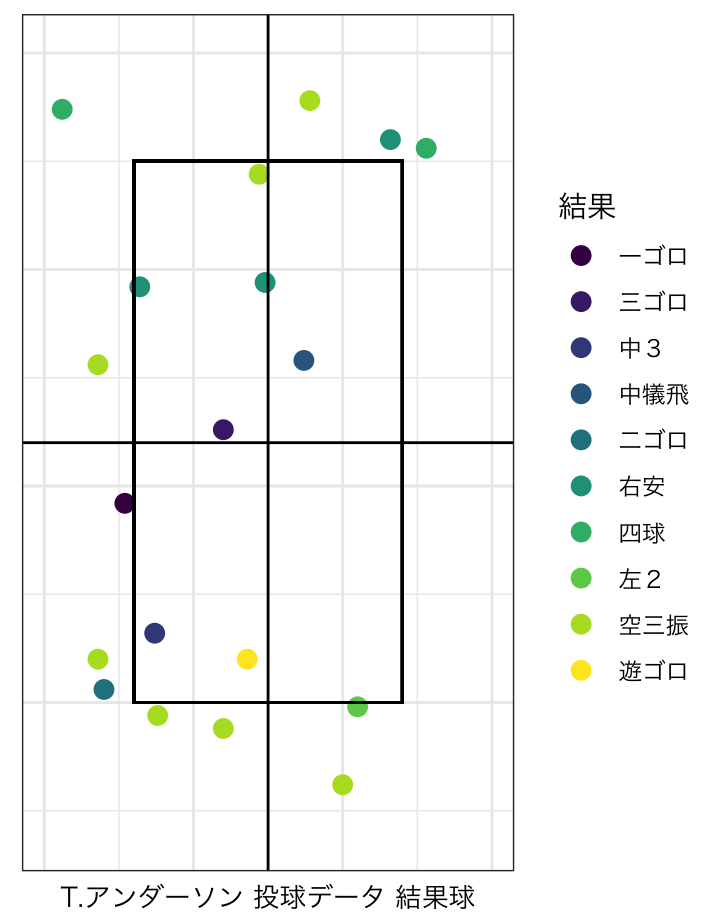 結果
一ゴロ
三ゴロ
中３
中犠飛
二ゴロ
右安
四球
左２
空三振
遊ゴロ
T.アンダーソン 投球データ 結果球